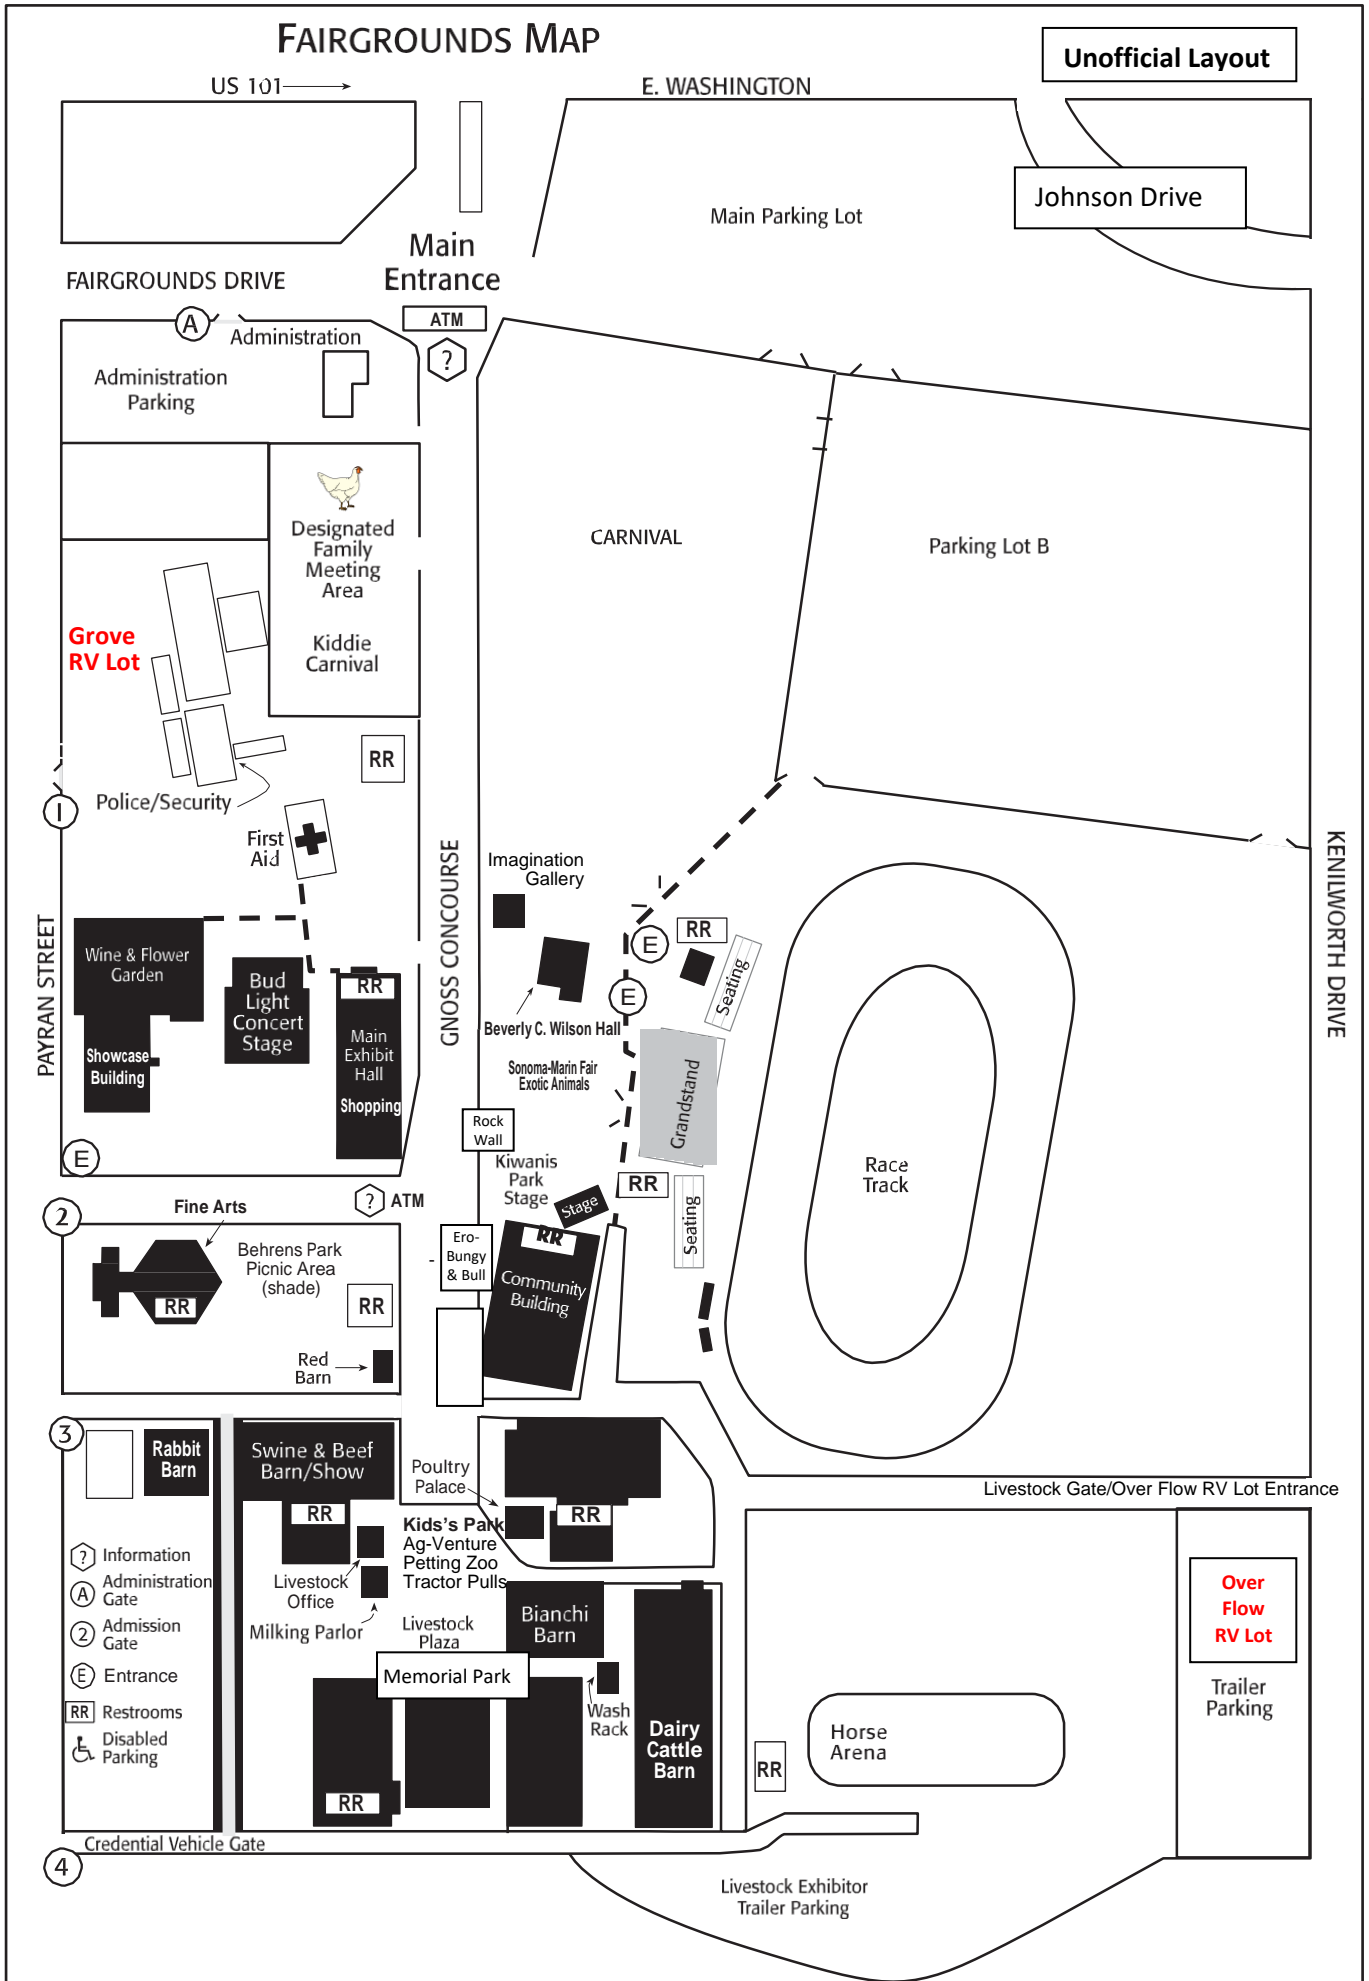 FAIRGROUNDS MAP
Unofficial Layout
US 101
E. WASHINGTON
Johnson Drive
Main Parking Lot
Main
Entrance
FAIRGROUNDS DRIVE
A
ATM
Administration
?
Administration
Parking
Designated
Family
Meeting
Area
CARNIVAL
Parking Lot B
Grove
RV Lot
Kiddie
Carnival
RR
Police/Security
1
First
Aid
GNOSS CONCOURSE
KENILWORTH DRIVE
Imagination
Gallery
PAYRAN STREET
Wine & Flower
Garden
RR
E
Seating
Bud
Light
Concert
Stage
RR
E
Beverly C. Wilson Hall
Main
Exhibit
Hall
Shopping
Showcase
Building
Sonoma-Marin Fair
Exotic Animals
Grandstand
Rock
Wall
E
Kiwanis
Park
Stage
Stage
RR
Race
Track
? ATM
Fine Arts
2
Seating
Behrens Park
Picnic Area
(shade)
Ero-
Bungy
& Bull
-
RR
Community
Building
RR
RR
Red
Barn
3
Rabbit
Barn
Swine & Beef
Barn/Show
Poultry
Palace
Livestock Gate/Over Flow RV Lot Entrance
RR
RR
Kids's Park
Ag-Venture
Petting Zoo
Tractor Pulls
? Information
A Administration
Gate
2 Admission
Gate
E Entrance
RR Restrooms
Disabled
Parking
Livestock
Office
Milking Parlor
Livestock
Plaza
Bianchi
Barn
Over
Flow
RV Lot
Memorial Park
Trailer
Parking
Wash
Rack
Dairy
Cattle
Barn
Horse
Arena
RR
RR
Credential Vehicle Gate
4
Livestock Exhibitor
Trailer Parking